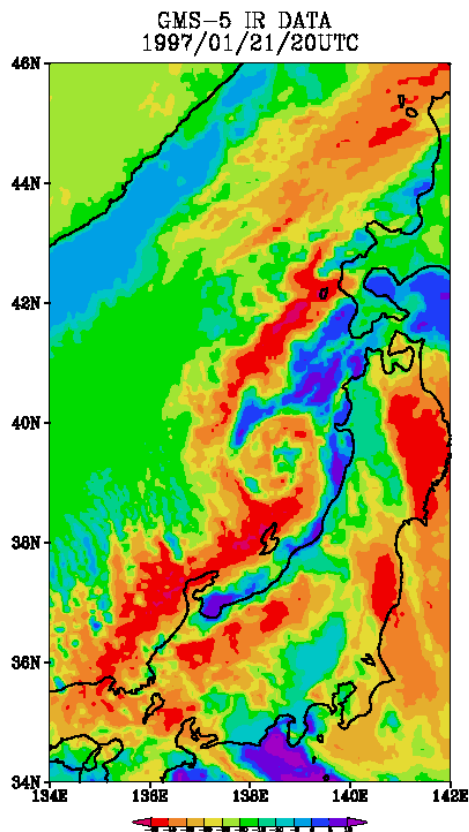 GMS-5 IR DATA
1997/01/21/20UTC
46N
44N
42N
40N
38N
36N
34N
134E 136E 138E 140E 142E